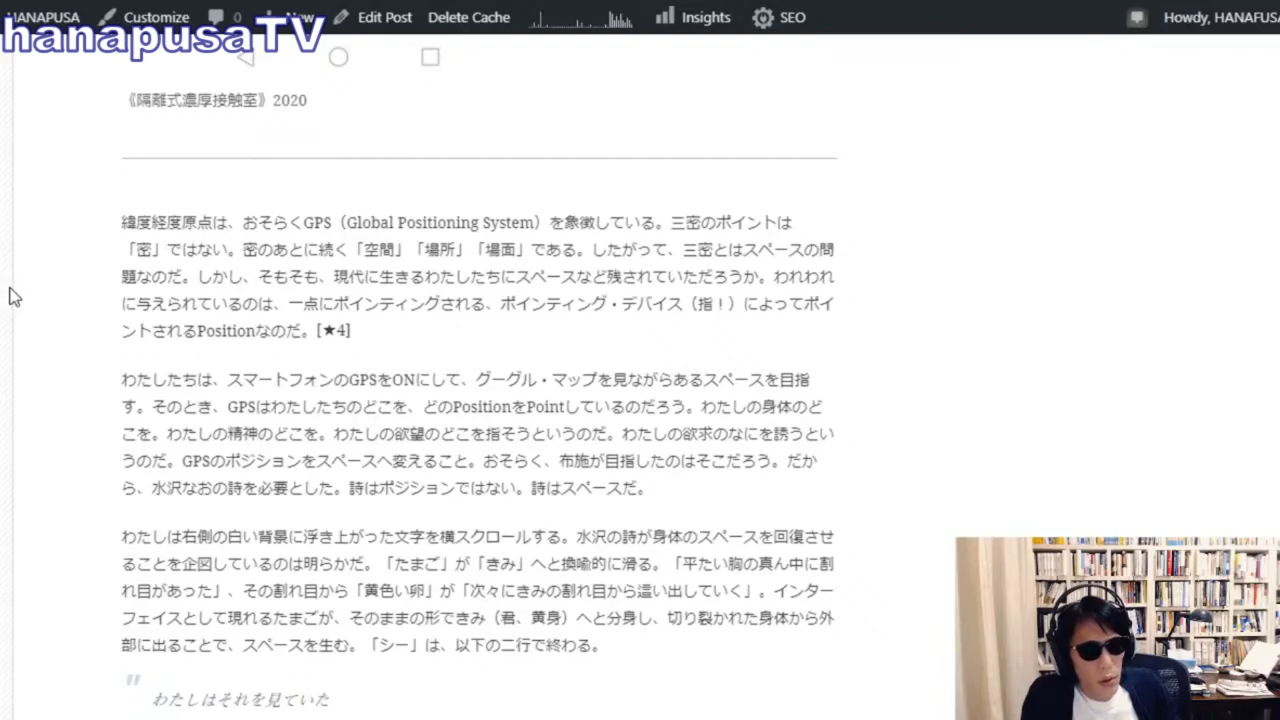 HANAPUSA Customize 0 New Edit Post Delete Cache Insights SEO Howdy, HANAFUSA
hanapusaTV
《隔離式濃厚接触室》2020
緯度経度原点は、おそらくGPS（Global Positioning System）を象徴している。三密のポイントは
「密」ではない。密のあとに続く「空間」「場所」「場面」である。したがって、三密とはスペースの問
題なのだ。しかし、そもそも、現代に生きるわたしたちにスペースなど残されていただろうか。われわれ
に与えられているのは、一点にポインティングされる、ポインティング・デバイス（指！）によってポイ
ントされるPositionなのだ。[★4]
わたしたちは、スマートフォンのGPSをONにして、グーグル・マップを見ながらあるスペースを目指
す。そのとき、GPSはわたしたちのどこを、どのPositionをPointしているのだろう。わたしの身体のど
こを。わたしの精神のどこを。わたしの欲望のどこを指そうというのだ。わたしの欲求のなにを誘うとい
うのだ。GPSのポジションをスペースへ変えること。おそらく、布施が目指したのはそこだろう。だか
ら、水沢なおの詩を必要とした。詩はポジションではない。詩はスペースだ。
わたしは右側の白い背景に浮き上がった文字を横スクロールする。水沢の詩が身体のスペースを回復させ
ることを企図しているのは明らかだ。「たまご」が「きみ」へと換喩的に滑る。「平たい胸の真ん中に割
れ目があった」、その割れ目から「黄色い卵」が「次々にきみの割れ目から這い出していく」。インター
フェイスとして現れるたまごが、そのままの形できみ（君、黄身）へと分身し、切り裂かれた身体から外
部に出ることで、スペースを生む。「シー」は、以下の二行で終わる。
"
わたしはそれを見ていた